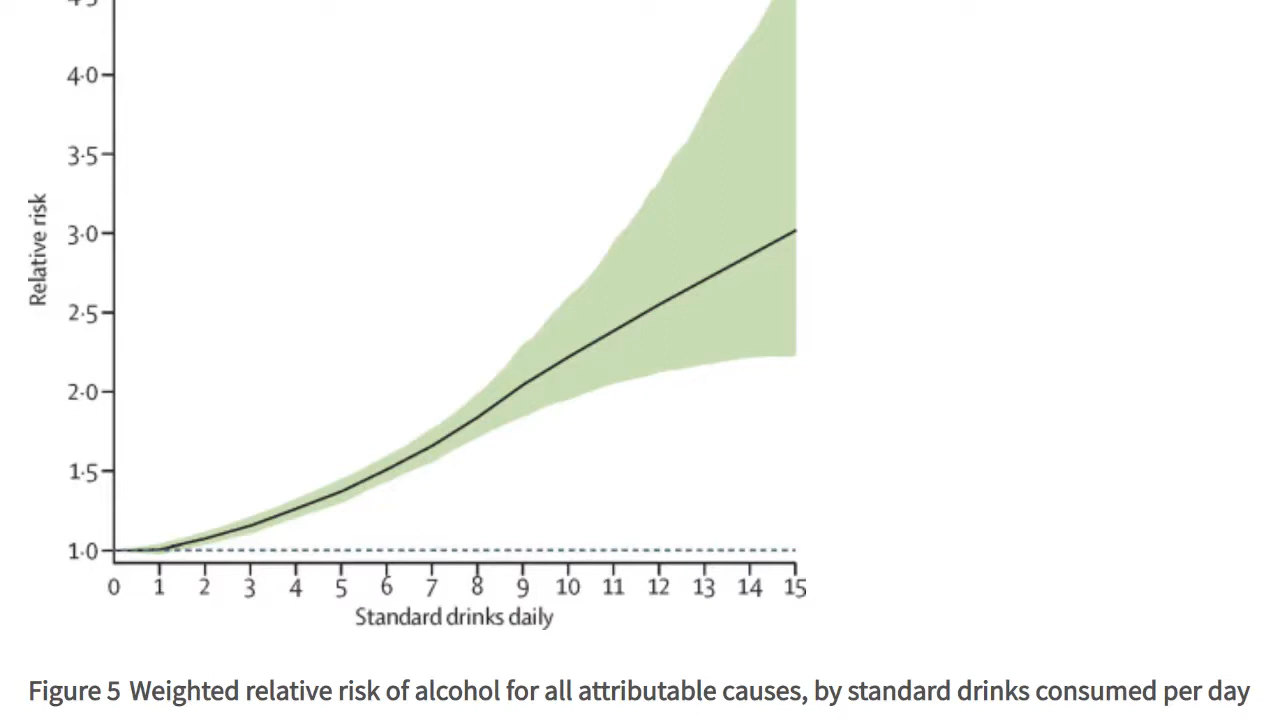 4·5
4·0
3·5
3·0
2·5
2·0
1·5
1·0
Relative risk
0 1 2 3 4 5 6 7 8 9 10 11 12 13 14 15
Standard drinks daily
Figure 5 Weighted relative risk of alcohol for all attributable causes, by standard drinks consumed per day